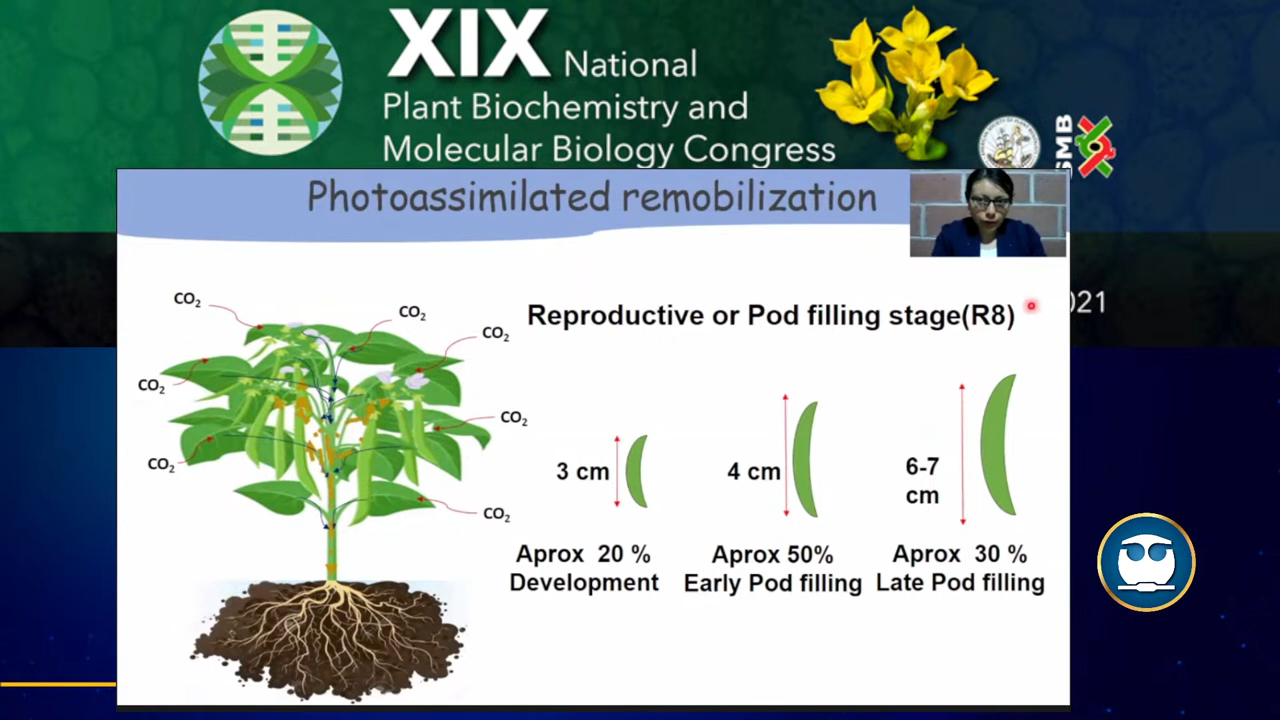 XIX National
Plant Biochemistry and
Molecular Biology Congress
SMB
021
Photoassimilated remobilization
CO₂
CO₂
CO₂
CO₂
CO₂
CO₂
CO₂
Reproductive or Pod filling stage(R8)
3 cm
4 cm
6-7
cm
Aprox 20 %
Development
Aprox 50%
Early Pod filling
Aprox 30 %
Late Pod filling